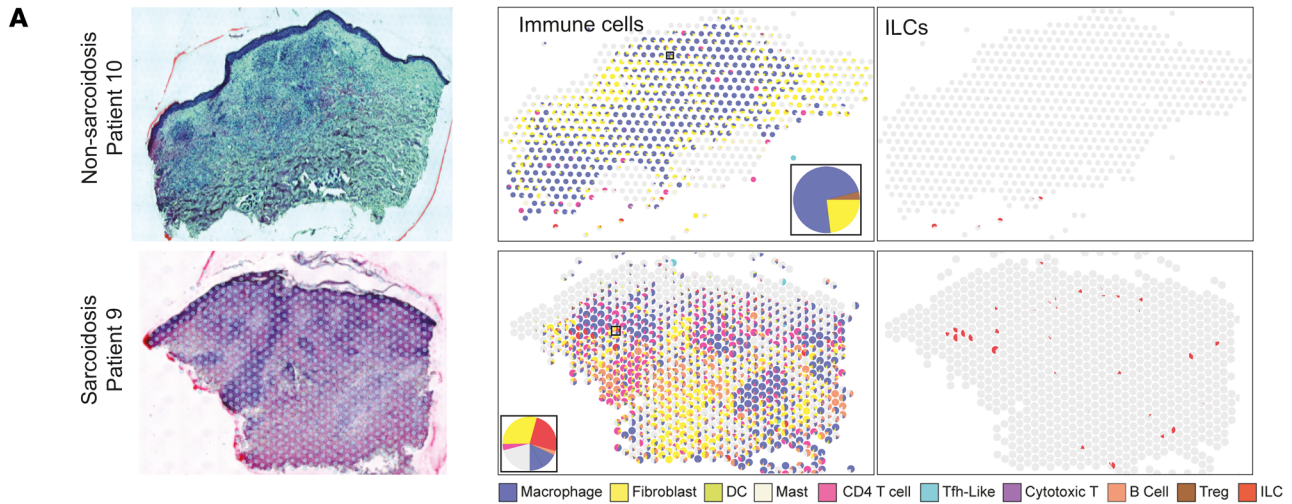 A
Non-sarcoidosis
Patient 10
Immune cells
ILCs
Sarcoidosis
Patient 9
Macrophage
Fibroblast
DC
Mast
CD4 T cell
Tfh-Like
Cytotoxic T
B Cell
Treg
ILC